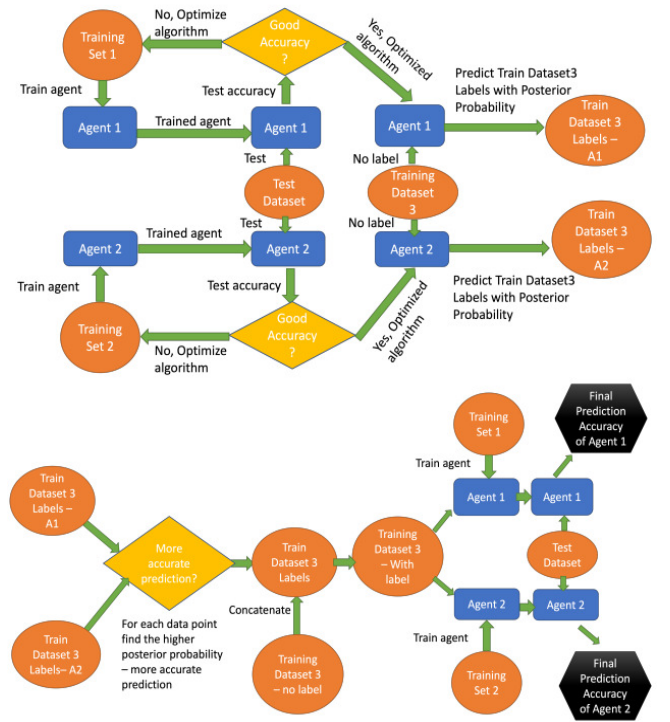 Training
Set 1
No, Optimize
algorithm
Good
Accuracy
?
Yes, Optimized
algorithm
Train agent
Test accuracy
Predict Train Dataset3
Labels with Posterior
Probability
Agent 1
Trained agent
Agent 1
Agent 1
Train
Dataset 3
Labels –
A1
Test
No label
Test
Dataset
Training
Dataset
3
Test
No label
Agent 2
Trained agent
Agent 2
Agent 2
Train
Dataset 3
Labels –
A2
Train agent
Test accuracy
Predict Train Dataset3
Labels with Posterior
Probability
Training
Set 2
No, Optimize
algorithm
Good
Accuracy
?
Yes, Optimized
algorithm
Final
Prediction
Accuracy
of Agent 1
Training
Set 1
Train agent
Train
Dataset 3
Labels –
A1
Agent 1
Agent 1
More
accurate
prediction?
Train
Dataset 3
Labels
Training
Dataset 3
– With
label
Test
Dataset
Concatenate
Agent 2
Agent 2
For each data point
find the higher
posterior probability
– more accurate
prediction
Train agent
Train
Dataset 3
Labels– A2
Training
Dataset 3
– no label
Training
Set 2
Final
Prediction
Accuracy
of Agent 2